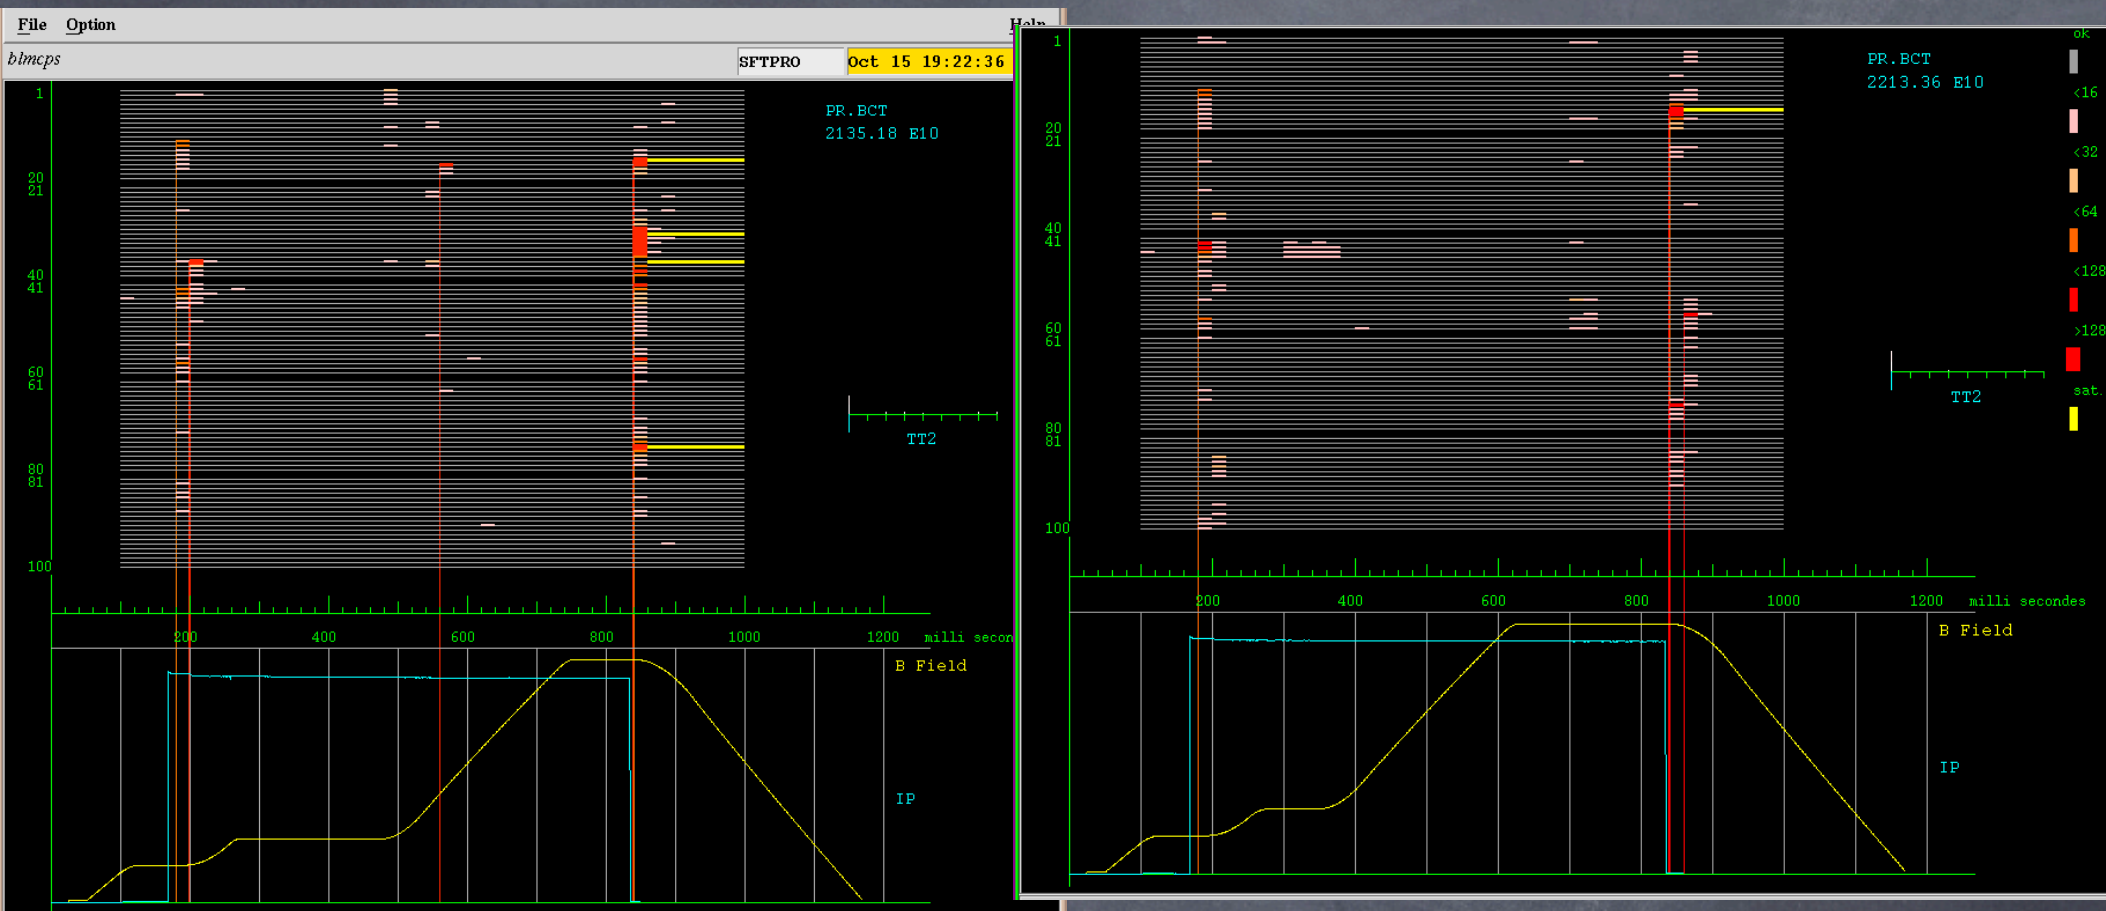 File Option Help
blmcps SFTPRO Oct 15 19:22:36
1
20
21
40
41
60
61
80
81
100
PR.BCT
2135.18 E10
TT2
200 400 600 800 1000 1200 milli secon
B Field
IP
1
20
21
40
41
60
61
80
81
100
PR.BCT
2213.36 E10
TT2
200 400 600 800 1000 1200 milli secondes
B Field
IP
ok
<16
<32
<64
<128
>128
sat.